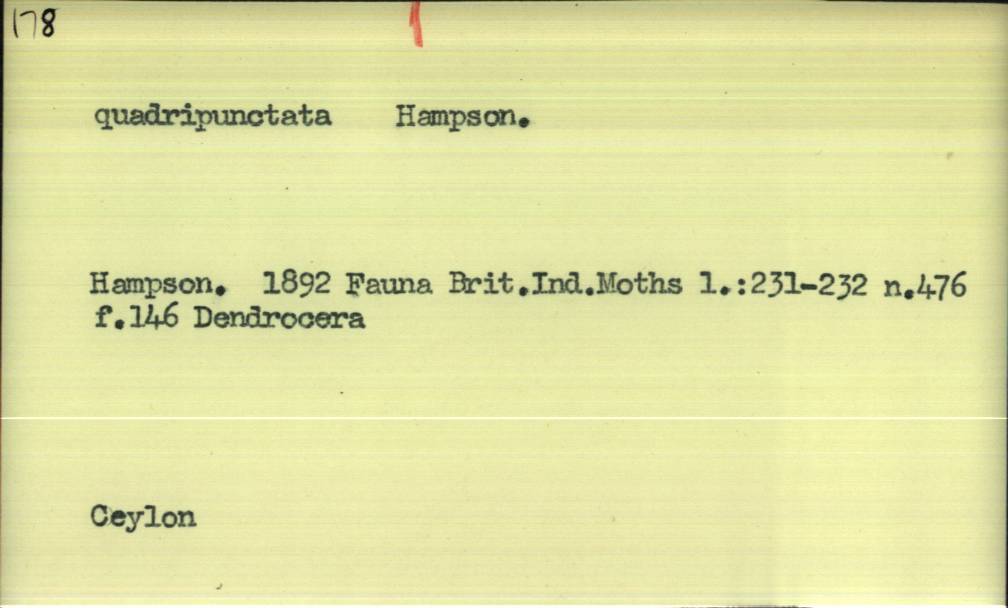 178
quadripunctata Hampson.
Hampson. 1892 Fauna Brit.Ind.Moths 1.:231-232 n.476
f.146 Dendrocera
Ceylon